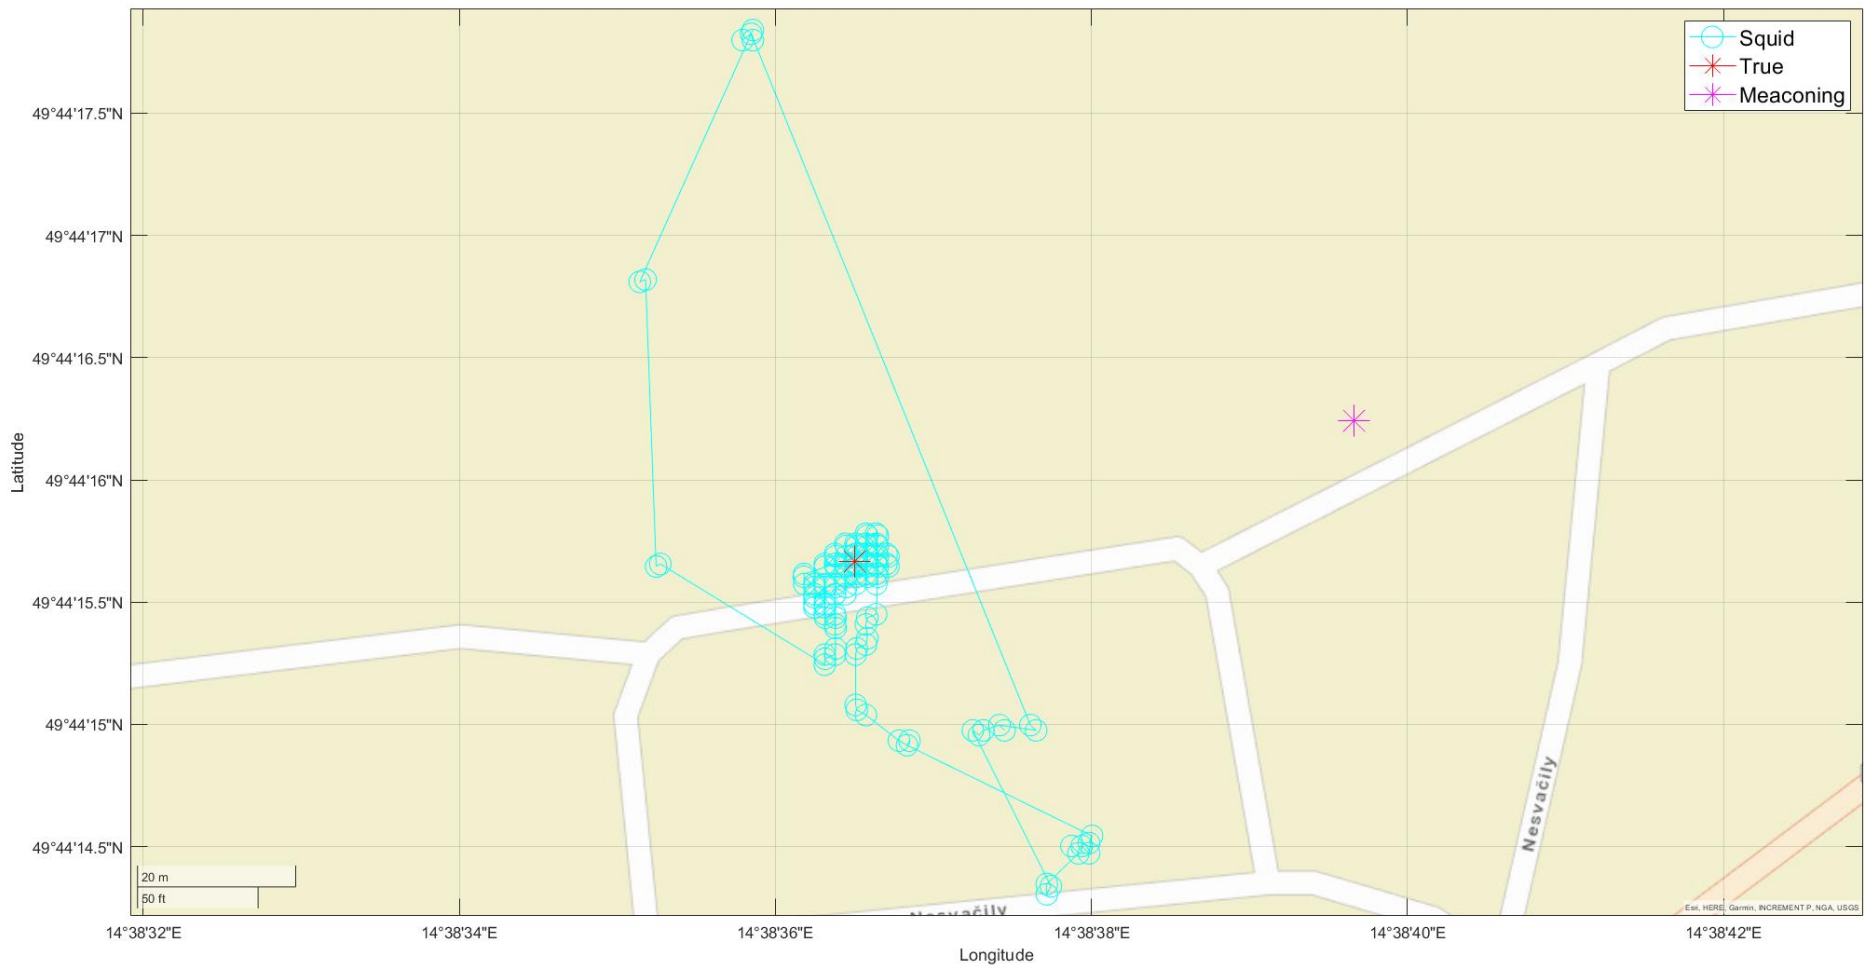 Squid
True
Meaconing
49°44'17.5"N
49°44'17"N
49°44'16.5"N
49°44'16"N
49°44'15.5"N
49°44'15"N
49°44'14.5"N
Latitude
Nesvačily
Nesvačily
20 m
50 ft
Esri, HERE, Garmin, INCREMENT P, NGA, USGS
14°38'32"E
14°38'34"E
14°38'36"E
14°38'38"E
14°38'40"E
14°38'42"E
Longitude